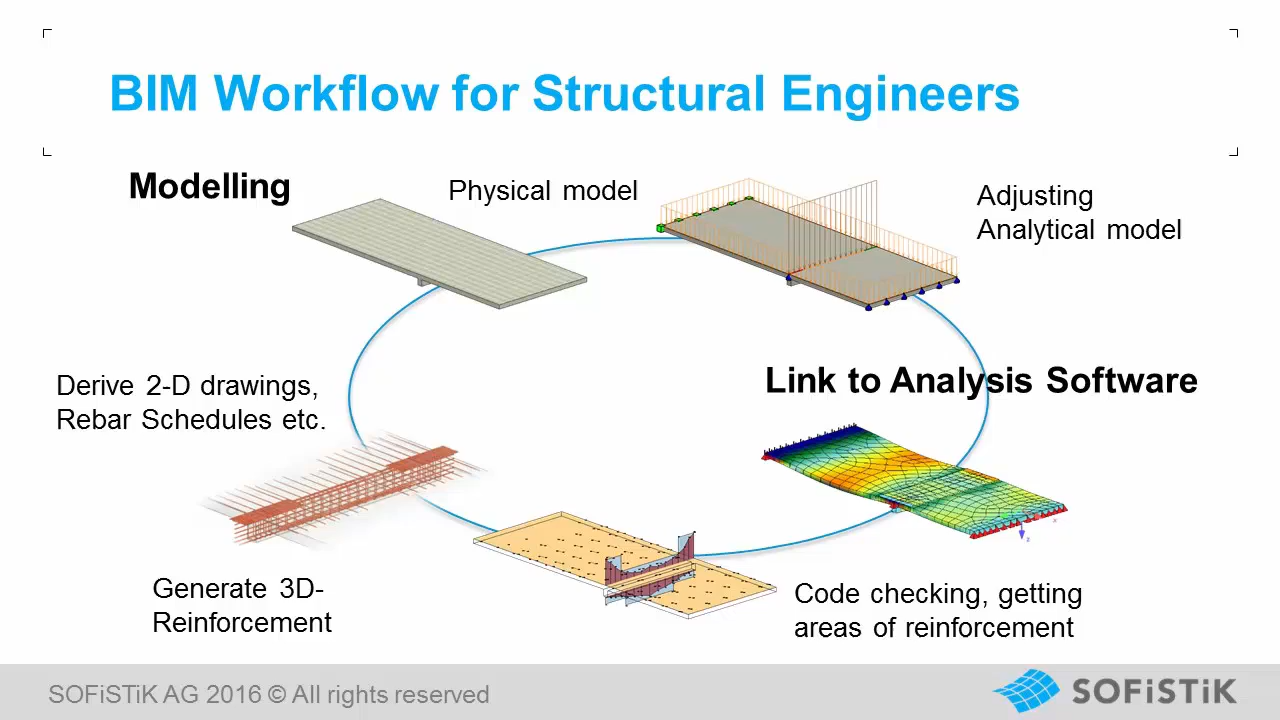 BIM Workflow for Structural Engineers
Modelling
Physical model
Adjusting
Analytical model
Link to Analysis Software
Derive 2-D drawings,
Rebar Schedules etc.
Generate 3D-
Reinforcement
Code checking, getting
areas of reinforcement
SOFiSTiK AG 2016 © All rights reserved
SOFiSTiK